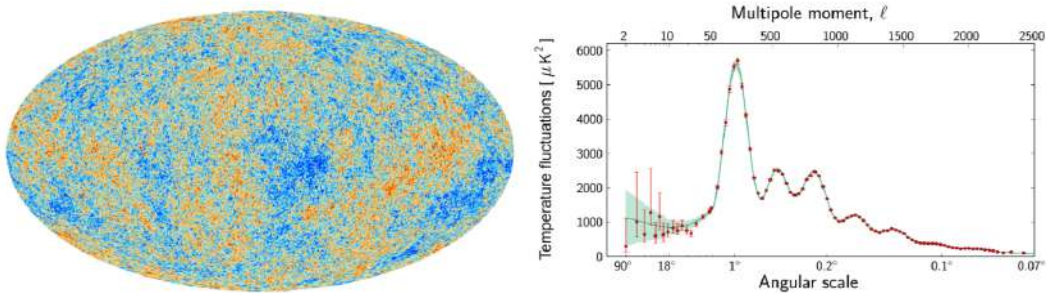 Multipole moment, ℓ
2 10 50 500 1000 1500 2000 2500
Temperature fluctuations [ μ K² ]
6000
5000
4000
3000
2000
1000
0
90° 18° 1° 0.2° 0.1° 0.07°
Angular scale